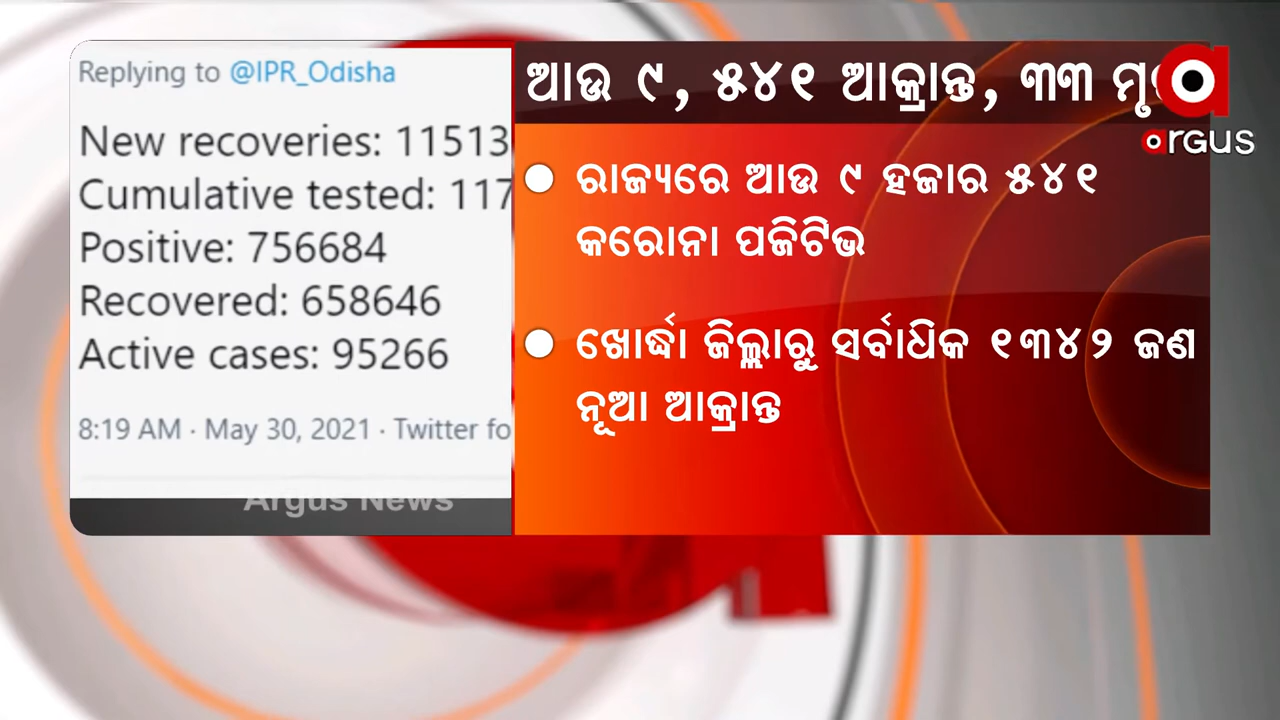 Replying to @IPR_Odisha
New recoveries: 11513
Cumulative tested: 117
Positive: 756684
Recovered: 658646
Active cases: 95266
8:19 AM · May 30, 2021 · Twitter fo
Argus News
ଆଉ ୯, ୫୪୧ ଆକ୍ରାନ୍ତ, ୩୩
argus
ରାଜ୍ୟରେ ଆଉ ୯ ହଜାର ୫୪୧
କରୋନା ପଜିଟିଭ
ଖୋର୍ଦ୍ଧା ଜିଲ୍ଲାରୁ ସର୍ବାଧିକ ୧୩୪୨ ଜଣ
ନୂଆ ଆକ୍ରାନ୍ତ